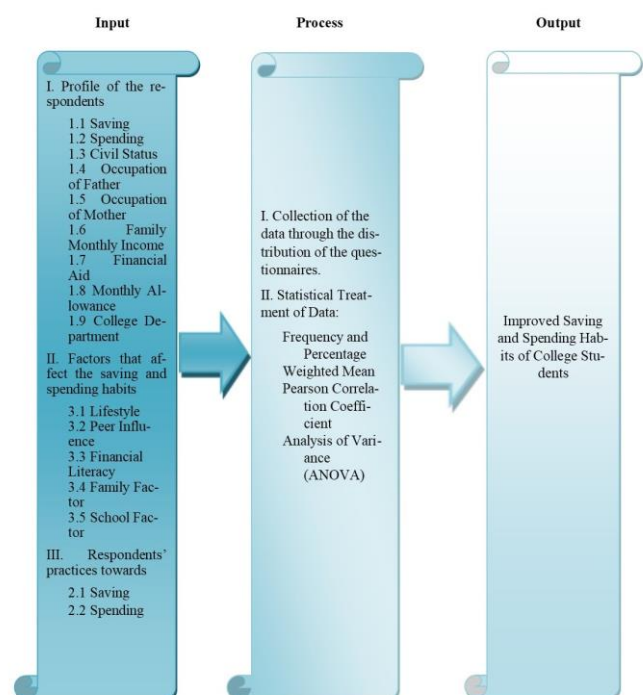 Input
Process
Output
I. Profile of the re-
spondents
1.1 Saving
1.2 Spending
1.3 Civil Status
1.4 Occupation
of Father
1.5 Occupation
of Mother
1.6 Family
Monthly Income
1.7 Financial
Aid
1.8 Monthly Al-
lowance
1.9 College De-
partment
II. Factors that af-
fect the saving and
spending habits
3.1 Lifestyle
3.2 Peer Influ-
ence
3.3 Financial
Literacy
3.4 Family Fac-
tor
3.5 School Fac-
tor
III. Respondents’
practices towards
2.1 Saving
2.2 Spending
I. Collection of the
data through the dis-
tribution of the ques-
tionnaires.
II. Statistical Treat-
ment of Data:
Frequency and
Percentage
Weighted Mean
Pearson Correla-
tion Coeffi-
cient
Analysis of Vari-
ance
(ANOVA)
Improved Saving
and Spending Hab-
its of College Stu-
dents